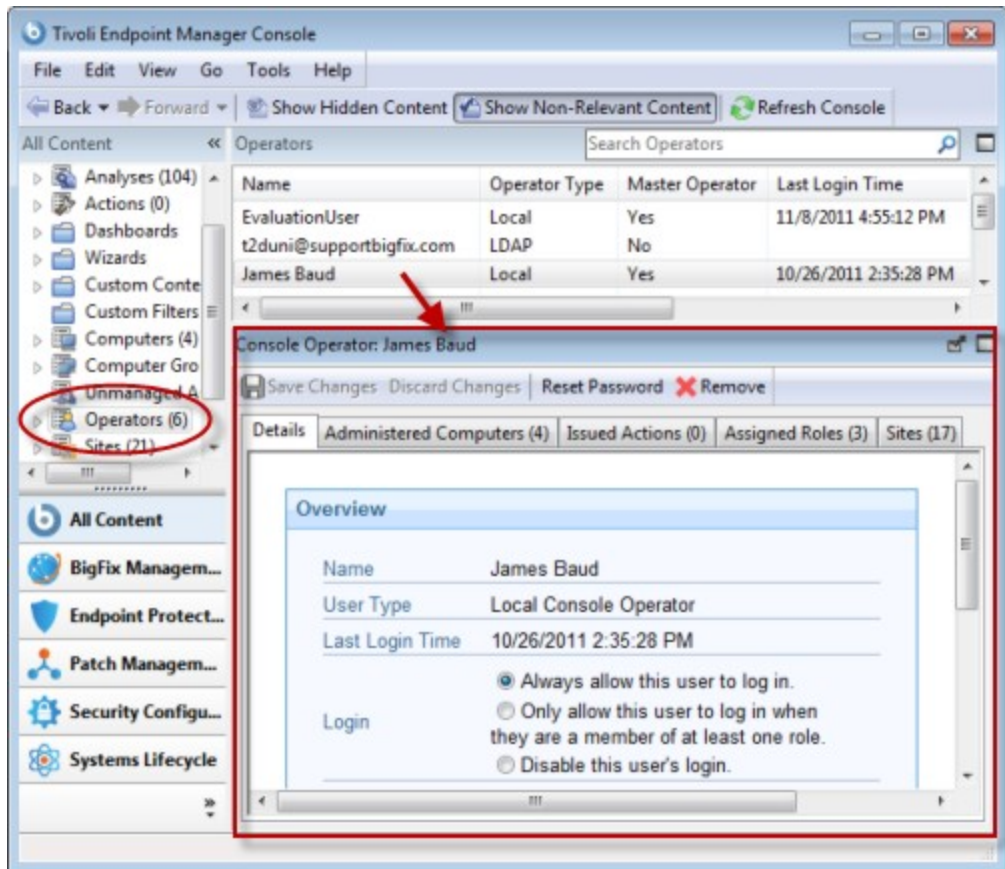 Tivoli Endpoint Manager Console
File Edit View Go Tools Help
Back Forward Show Hidden Content Show Non-Relevant Content Refresh Console
All Content « Operators Search Operators
Analyses (104)
Actions (0)
Dashboards
Wizards
Custom Conte
Custom Filters
Computers (4)
Computer Gro
Unmanaged A
Operators (6)
Sites (21)
All Content
BigFix Managem...
Endpoint Protect...
Patch Managem...
Security Configu...
Systems Lifecycle
»
Name Operator Type Master Operator Last Login Time
EvaluationUser Local Yes 11/8/2011 4:55:12 PM
t2duni@supportbigfix.com LDAP No
James Baud Local Yes 10/26/2011 2:35:28 PM
Console Operator: James Baud
Save Changes Discard Changes Reset Password Remove
Details Administered Computers (4) Issued Actions (0) Assigned Roles (3) Sites (17)
Overview
Name James Baud
User Type Local Console Operator
Last Login Time 10/26/2011 2:35:28 PM
Login
Always allow this user to log in.
Only allow this user to log in when
they are a member of at least one role.
Disable this user's login.